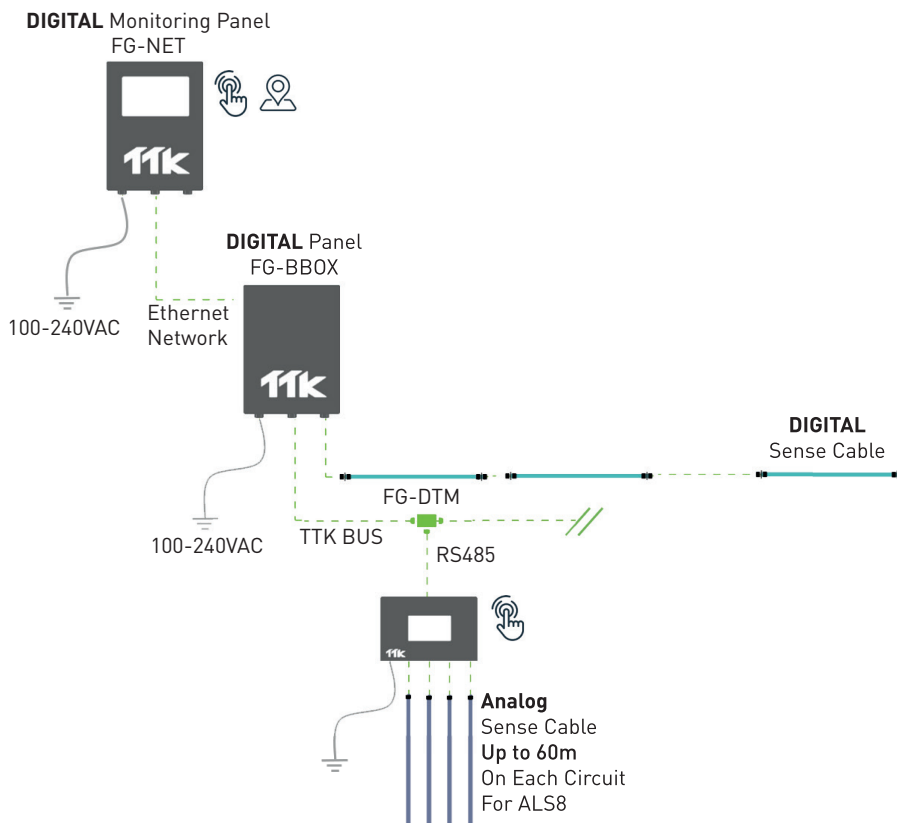 DIGITAL Monitoring Panel
FG-NET
TTK
100-240VAC
Ethernet
Network
DIGITAL Panel
FG-BBOX
TTK
100-240VAC
DIGITAL
Sense Cable
FG-DTM
TTK BUS
RS485
TTK
Analog
Sense Cable
Up to 60m
On Each Circuit
For ALS8